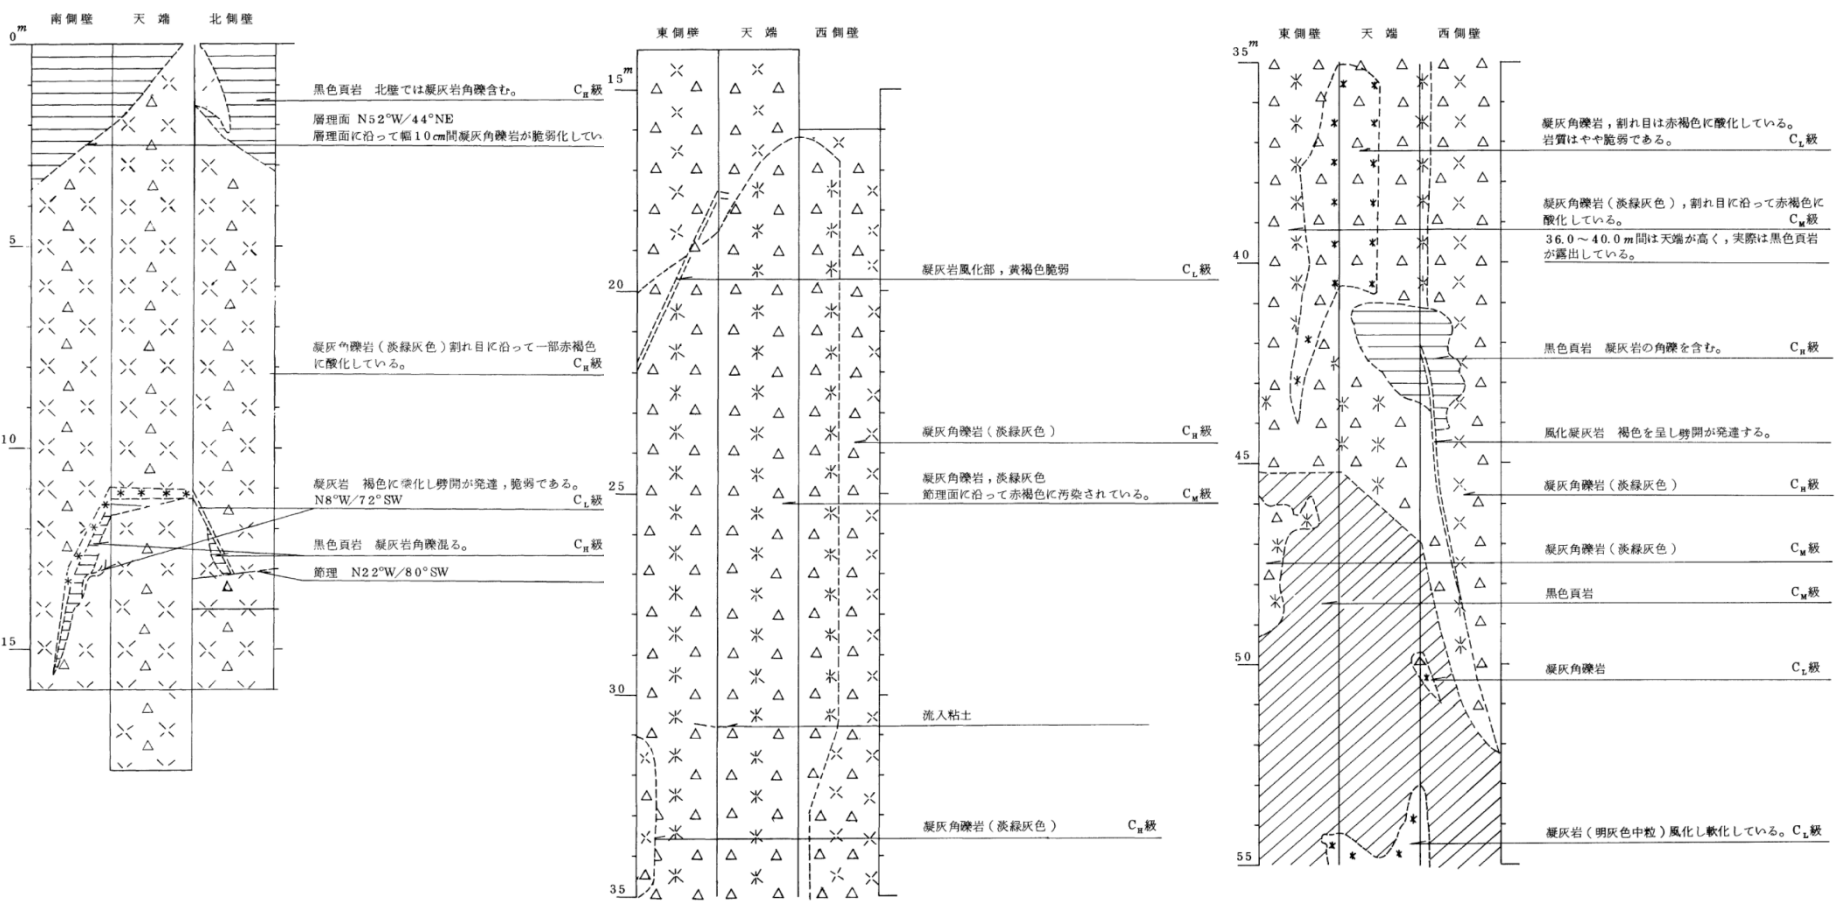 南側壁 天 端 北側壁
0m
黒色頁岩 北壁では凝灰岩角礫含む。 CH級
層理面 N52°W/44°NE
層理面に沿って幅10cm間凝灰角礫岩が脆弱化してい
5
凝灰角礫岩(淡緑灰色)割れ目に沿って一部赤褐色
に酸化している。 CH級
10
凝灰岩 褐色に 化し劈開が発達,脆弱である。
N8°W/72°SW CL級
黒色頁岩 凝灰岩角礫混る。 CH級
節理 N22°W/80°SW
15
東側壁 天 端 西側壁
15m
凝灰岩風化部,黄褐色脆弱 CL級
20
凝灰角礫岩(淡緑灰色) CH級
凝灰角礫岩,淡緑灰色
節理面に沿って赤褐色に汚染されている。 CM級
25
30
流入粘土
凝灰角礫岩(淡緑灰色) CH級
35
東側壁 天 端 西側壁
35m
凝灰角礫岩,割れ目は赤褐色に酸化している。
岩質はやや脆弱である。 CL級
凝灰角礫岩(淡緑灰色),割れ目に沿って赤褐色に
酸化している。 CM級
36.0~40.0m間は天端が高く,実際は黒色頁岩
が露出している。
40
黒色頁岩 凝灰岩の角礫を含む。 CH級
風化凝灰岩 褐色を呈し劈開が発達する。
45
凝灰角礫岩(淡緑灰色) CH級
凝灰角礫岩(淡緑灰色) CM級
黒色頁岩 CM級
50
凝灰角礫岩 CL級
凝灰岩(明灰色中粒)風化し軟化している。CL級
55